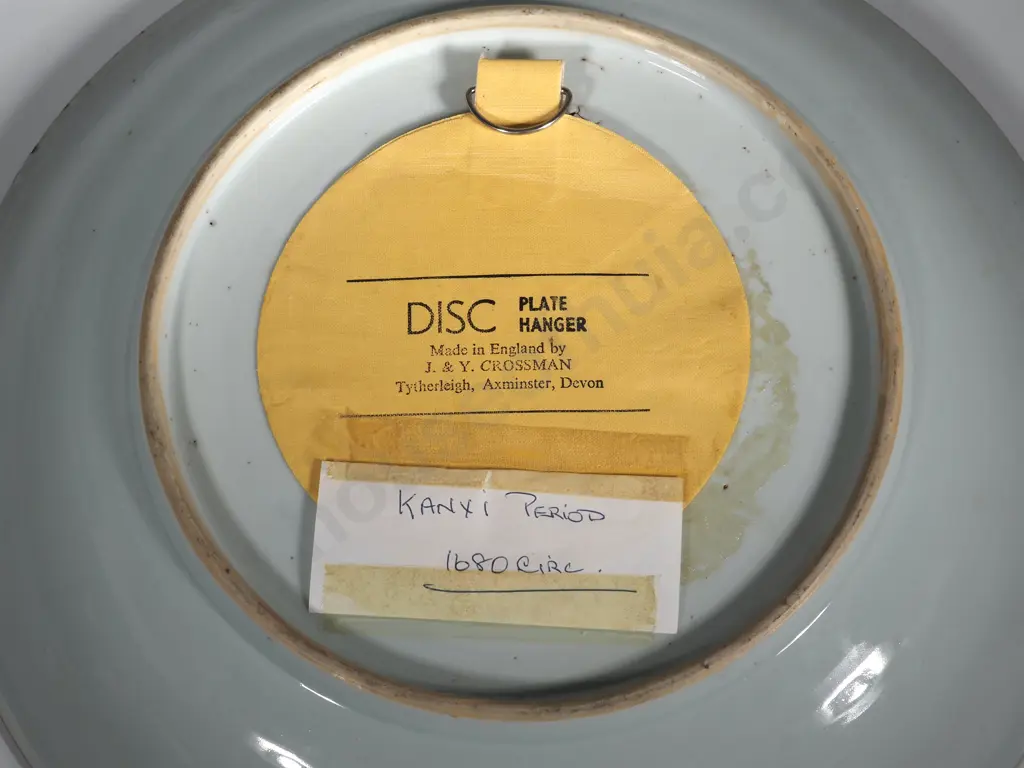 DISC PLATE HANGER
Made in England by
J. & Y. CROSSMAN
Tytherleigh, Axminster, Devon
KANXI PERIOD
1680 CIRC.